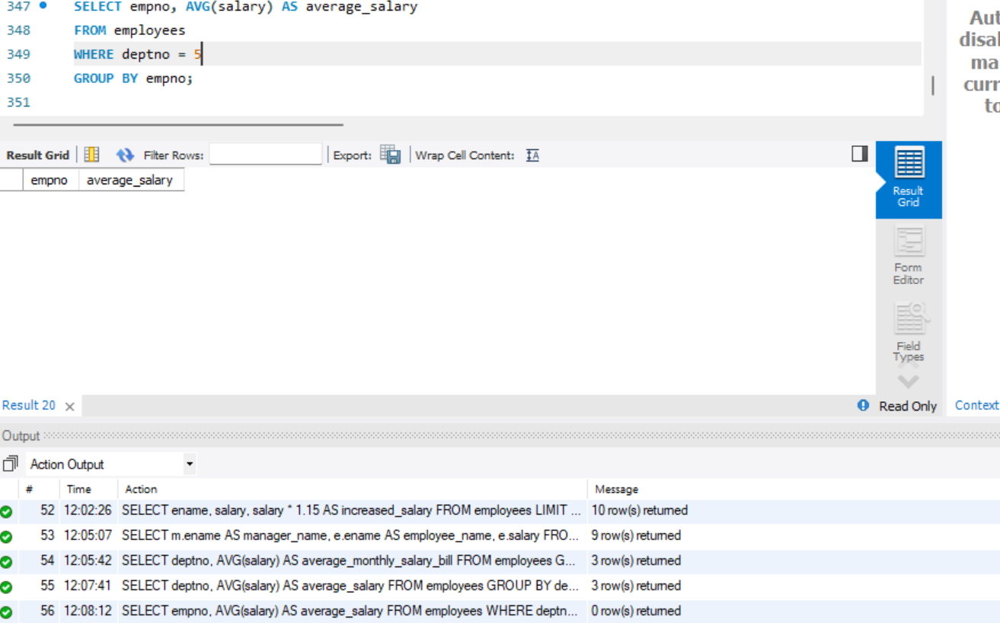 347 SELECT empno, AVG(salary) AS average_salary
348 FROM employees
349 WHERE deptno = 5
350 GROUP BY empno;
351
Aut
disal
ma
curr
to
Result Grid Filter Rows: Export: Wrap Cell Content:
empno average_salary
Result
Grid
Form
Editor
Field
Types
Result 20 Read Only Context
Output
Action Output
# Time Action Message
52 12:02:26 SELECT ename, salary, salary * 1.15 AS increased_salary FROM employees LIMIT ... 10 row(s) returned
53 12:05:07 SELECT m.ename AS manager_name, e.ename AS employee_name, e.salary FRO... 9 row(s) returned
54 12:05:42 SELECT deptno, AVG(salary) AS average_monthly_salary_bill FROM employees G... 3 row(s) returned
55 12:07:41 SELECT deptno, AVG(salary) AS average_salary FROM employees GROUP BY de... 3 row(s) returned
56 12:08:12 SELECT empno, AVG(salary) AS average_salary FROM employees WHERE deptn... 0 row(s) returned